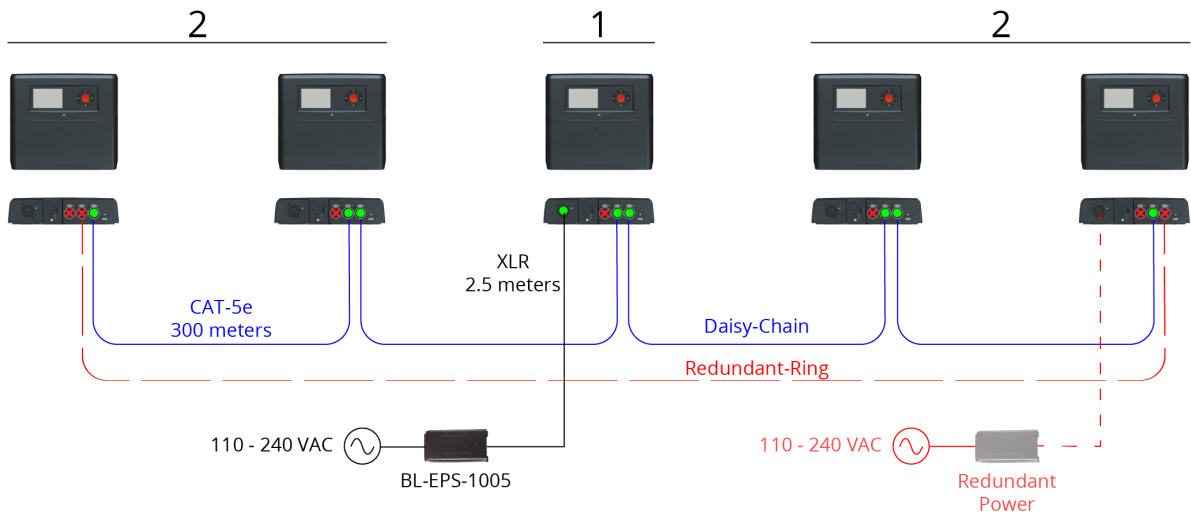 2
1
2
XLR
2.5 meters
CAT-5e
300 meters
Daisy-Chain
Redundant-Ring
110 - 240 VAC
BL-EPS-1005
110 - 240 VAC
Redundant
Power